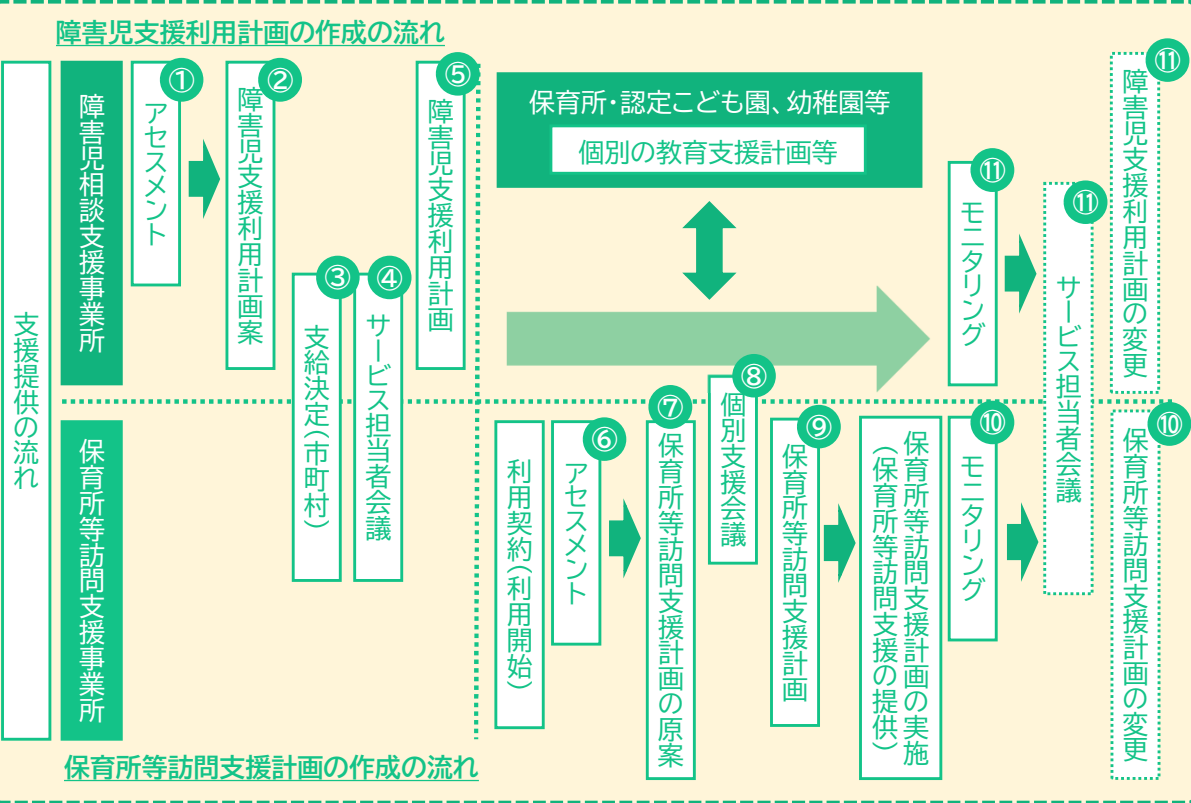 障害児支援利用計画の作成の流れ
支援提供の流れ
障害児相談支援事業所
①
アセスメント
②
障害児支援利用計画案
③
支給決定(市町村)
④
サービス担当者会議
⑤
障害児支援利用計画
保育所・認定こども園、幼稚園等
個別の教育支援計画等
⑪
モニタリング
⑪
サービス担当者会議
⑪
障害児支援利用計画の変更
保育所等訪問支援事業所
利用契約(利用開始)
⑥
アセスメント
⑦
保育所等訪問支援計画の原案
⑧
個別支援会議
⑨
保育所等訪問支援計画
保育所等訪問支援計画の実施
(保育所等訪問支援の提供)
⑩
モニタリング
⑩
保育所等訪問支援計画の変更
保育所等訪問支援計画の作成の流れ